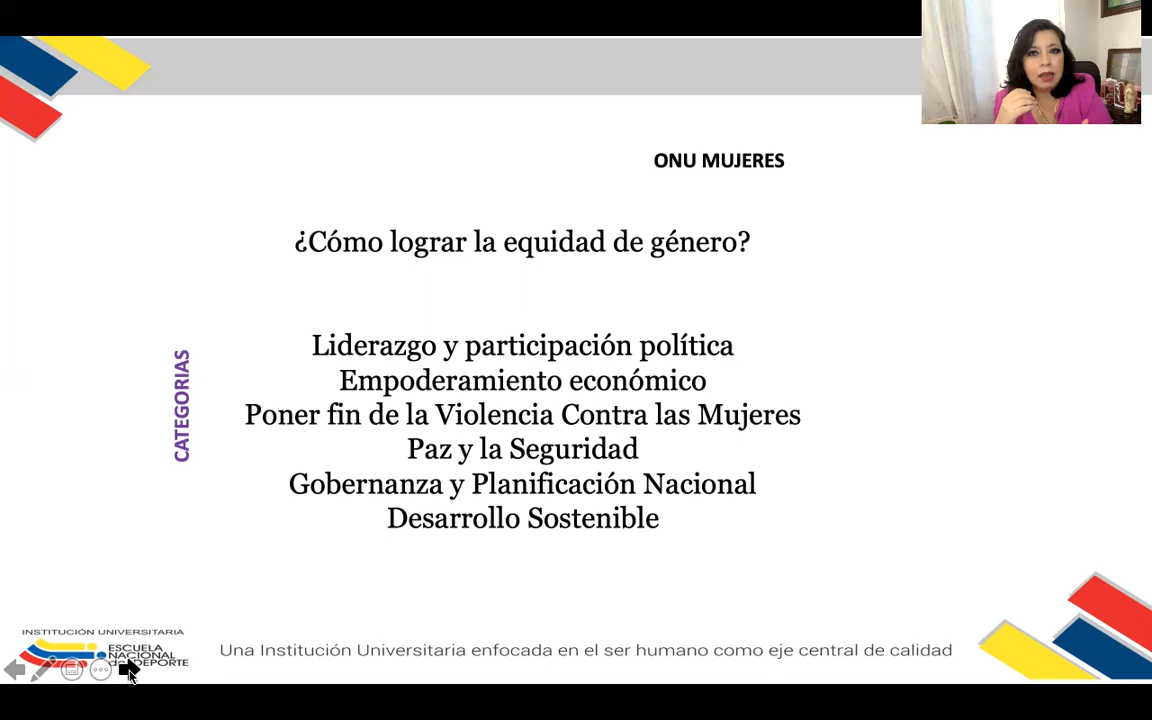 ONU MUJERES
¿Cómo lograr la equidad de género?
CATEGORIAS
Liderazgo y participación política
Empoderamiento económico
Poner fin de la Violencia Contra las Mujeres
Paz y la Seguridad
Gobernanza y Planificación Nacional
Desarrollo Sostenible
INSTITUCIÓN UNIVERSITARIA
ESCUELA
NACIONAL
del DEPORTE
Una Institución Universitaria enfocada en el ser humano como eje central de calidad